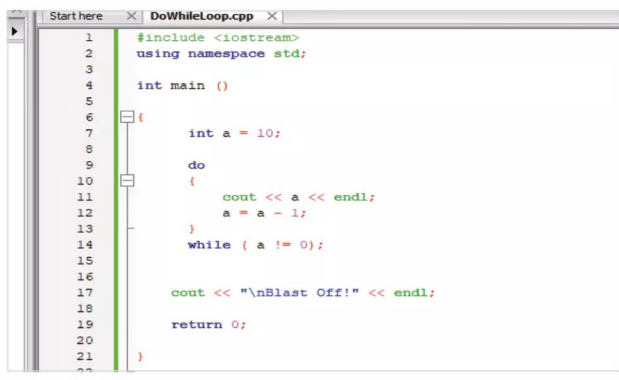 Start here DoWhileLoop.cpp
1 #include <iostream>
2 using namespace std;
3
4 int main ()
5
6 {
7 int a = 10;
8
9 do
10 {
11 cout << a << endl;
12 a = a - 1;
13 }
14 while ( a != 0);
15
16
17 cout << "\nBlast Off!" << endl;
18
19 return 0;
20
21 }